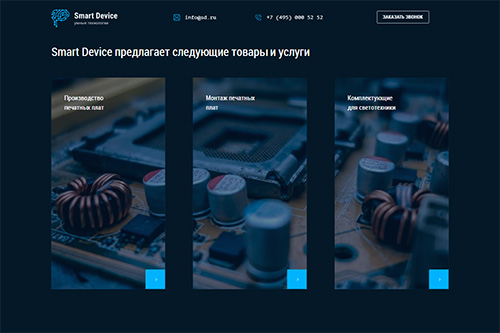 Smart Device
умные технологии
info@sd.ru
+7 (495) 000 52 52
ЗАКАЗАТЬ ЗВОНОК
Smart Device предлагает следующие товары и услуги
Производство
печатных плат
Монтаж печатных
плат
Комплектующие
для светотехники